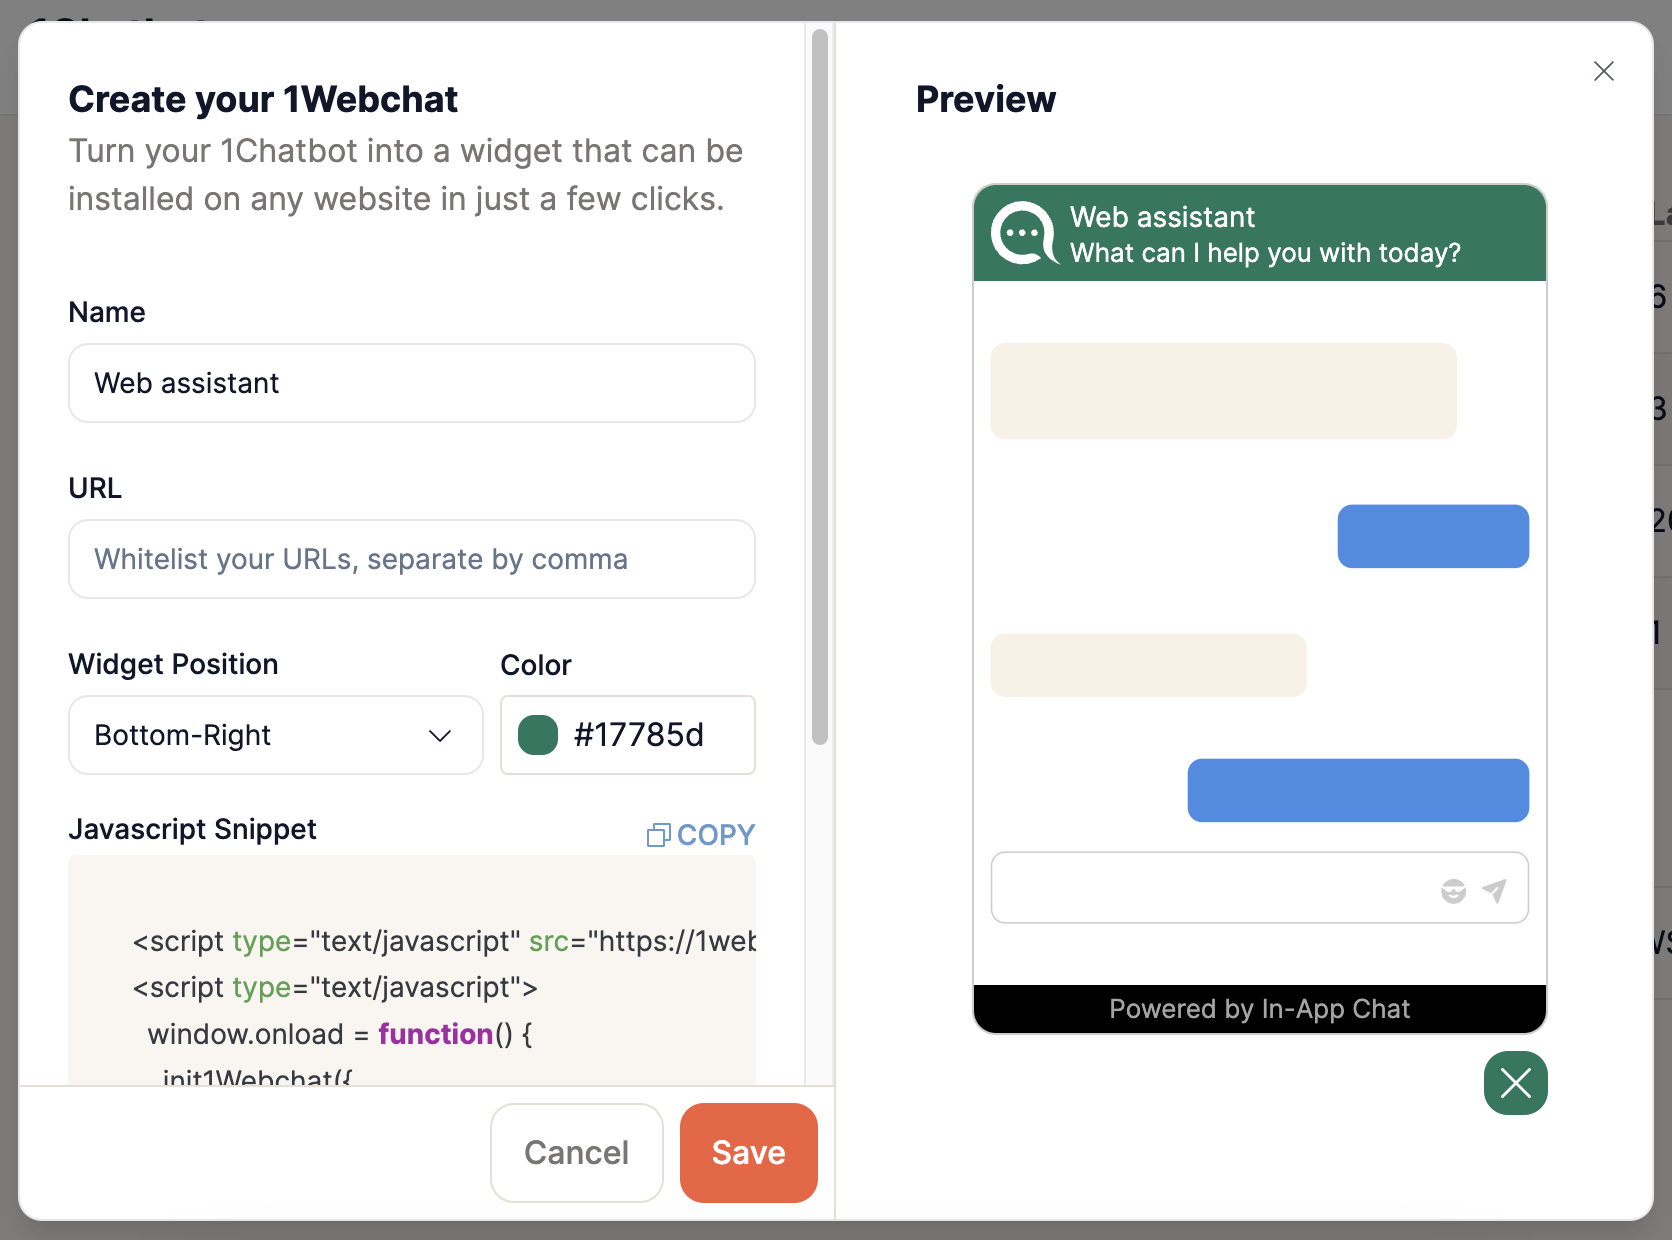 Create your 1Webchat
Turn your 1Chatbot into a widget that can be
installed on any website in just a few clicks.
Name
Web assistant
URL
Whitelist your URLs, separate by comma
Widget Position
Color
Bottom-Right
#17785d
Javascript Snippet
COPY
<script type="text/javascript" src="https://1web
<script type="text/javascript">
window.onload = function() {
init1Webchat({
Cancel
Save
Preview
Web assistant
What can I help you with today?
Powered by In-App Chat